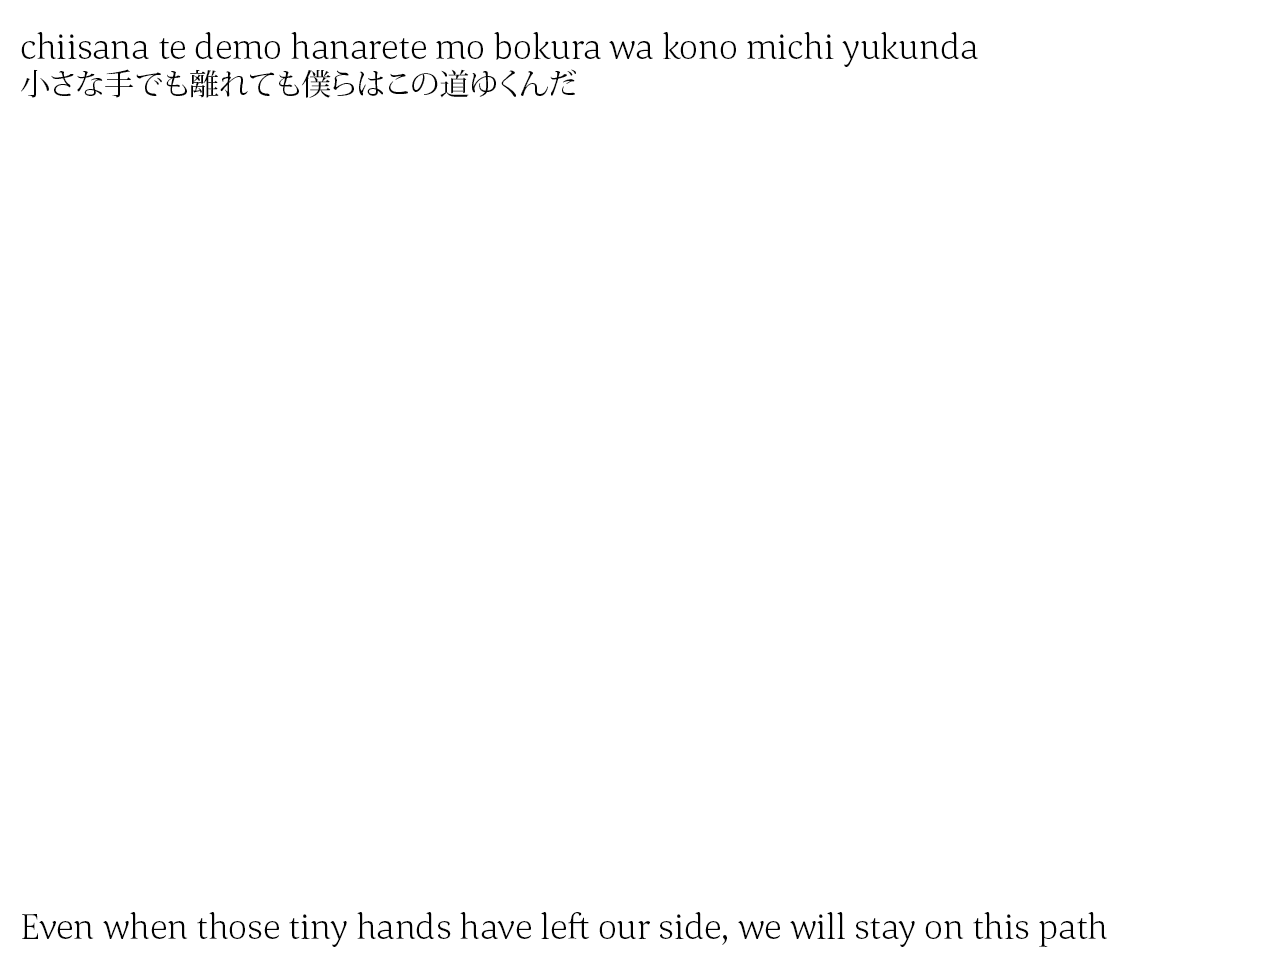 chiisana te demo hanarete mo bokura wa kono michi yukunda
小さな手でも離れても僕らはこの道ゆくんだ
Even when those tiny hands have left our side, we will stay on this path